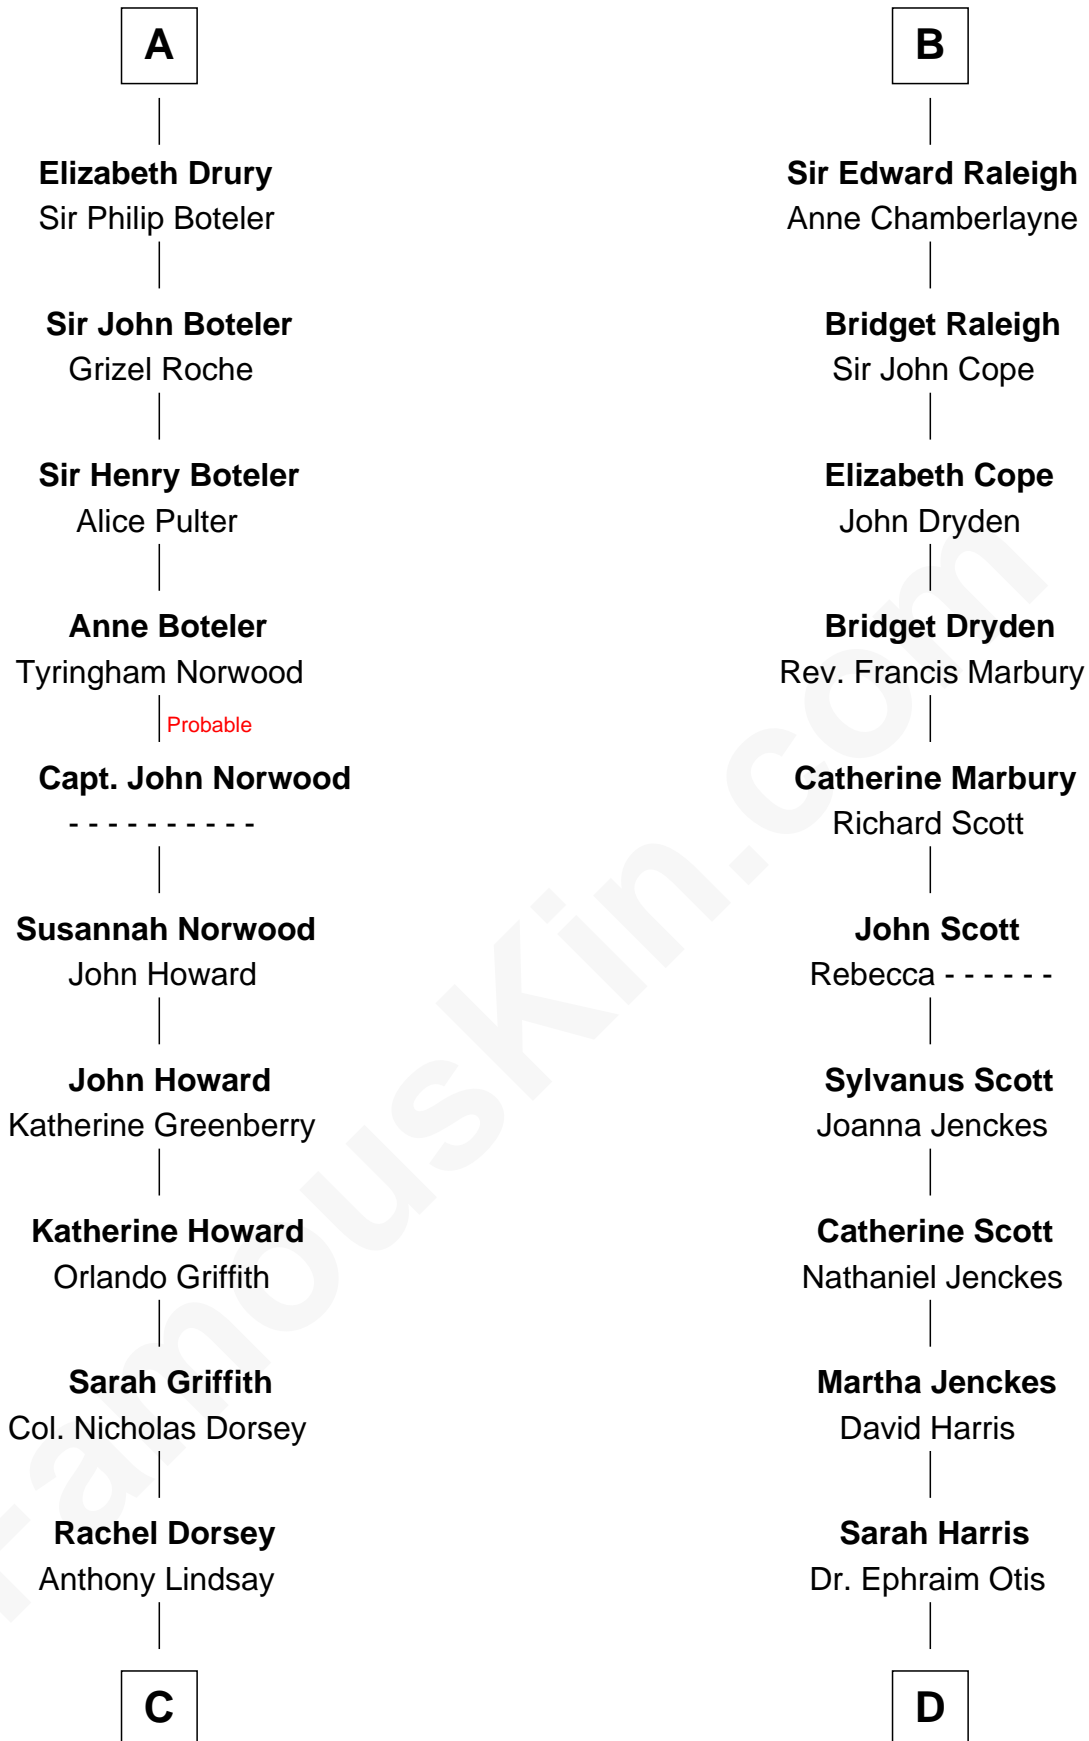 A
Elizabeth Drury
Sir Philip Boteler
Sir John Boteler
Grizel Roche
Sir Henry Boteler
Alice Pulter
Anne Boteler
Tyringham Norwood
Probable
Capt. John Norwood
- - - - - - - - - -
Susannah Norwood
John Howard
John Howard
Katherine Greenberry
Katherine Howard
Orlando Griffith
Sarah Griffith
Col. Nicholas Dorsey
Rachel Dorsey
Anthony Lindsay
C
B
Sir Edward Raleigh
Anne Chamberlayne
Bridget Raleigh
Sir John Cope
Elizabeth Cope
John Dryden
Bridget Dryden
Rev. Francis Marbury
Catherine Marbury
Richard Scott
John Scott
Rebecca - - - - - -
Sylvanus Scott
Joanna Jenckes
Catherine Scott
Nathaniel Jenckes
Martha Jenckes
David Harris
Sarah Harris
Dr. Ephraim Otis
D
FamousKin.com